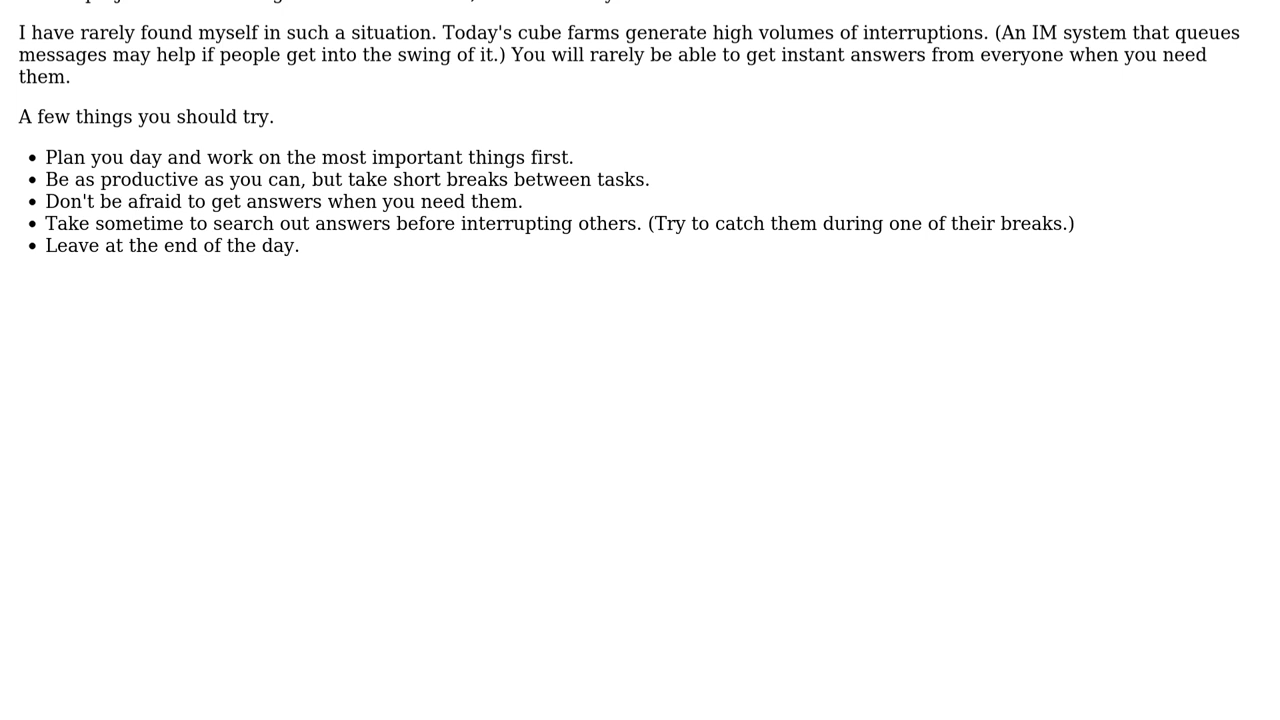 I have rarely found myself in such a situation. Today's cube farms generate high volumes of interruptions. (An IM system that queues
messages may help if people get into the swing of it.) You will rarely be able to get instant answers from everyone when you need
them.
A few things you should try.
• Plan you day and work on the most important things first.
• Be as productive as you can, but take short breaks between tasks.
• Don't be afraid to get answers when you need them.
• Take sometime to search out answers before interrupting others. (Try to catch them during one of their breaks.)
• Leave at the end of the day.